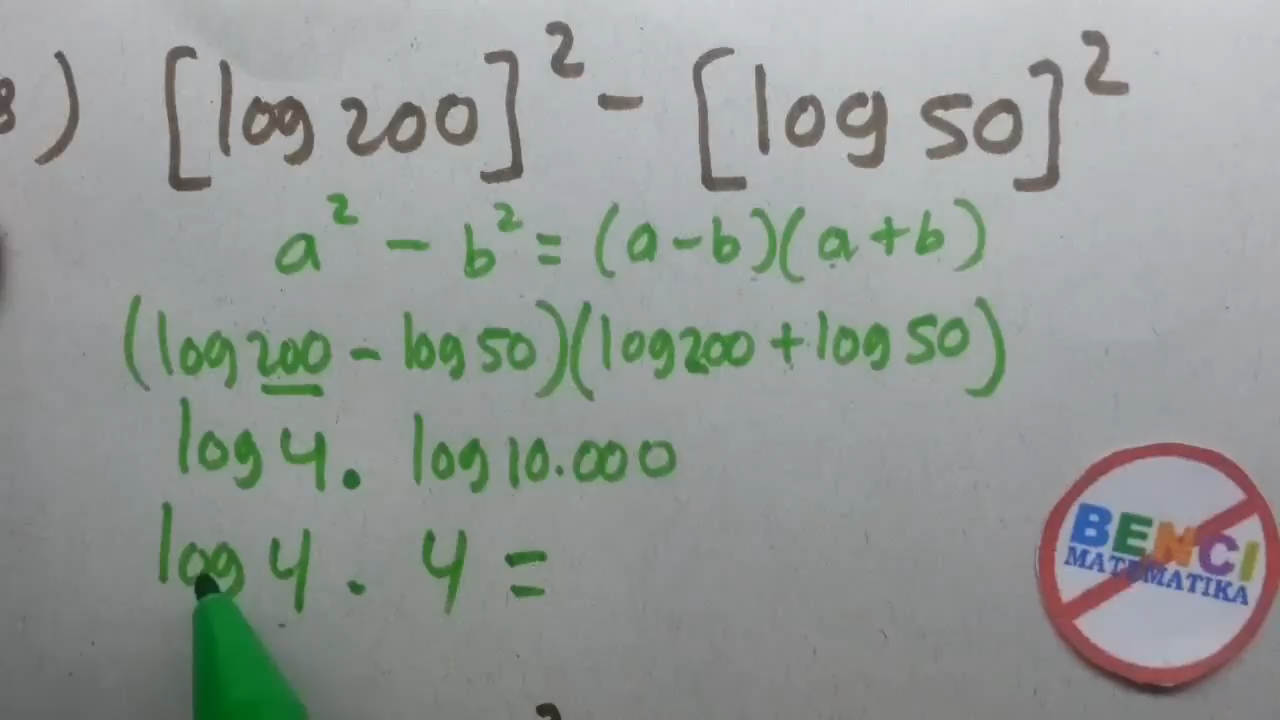 8) [log 200]² - [log 50]²
a² - b² = (a-b)(a+b)
(log 200 - log 50)(log 200 + log 50)
log 4 . log 10.000
log 4 . 4 =
BENCI
MATEMATIKA